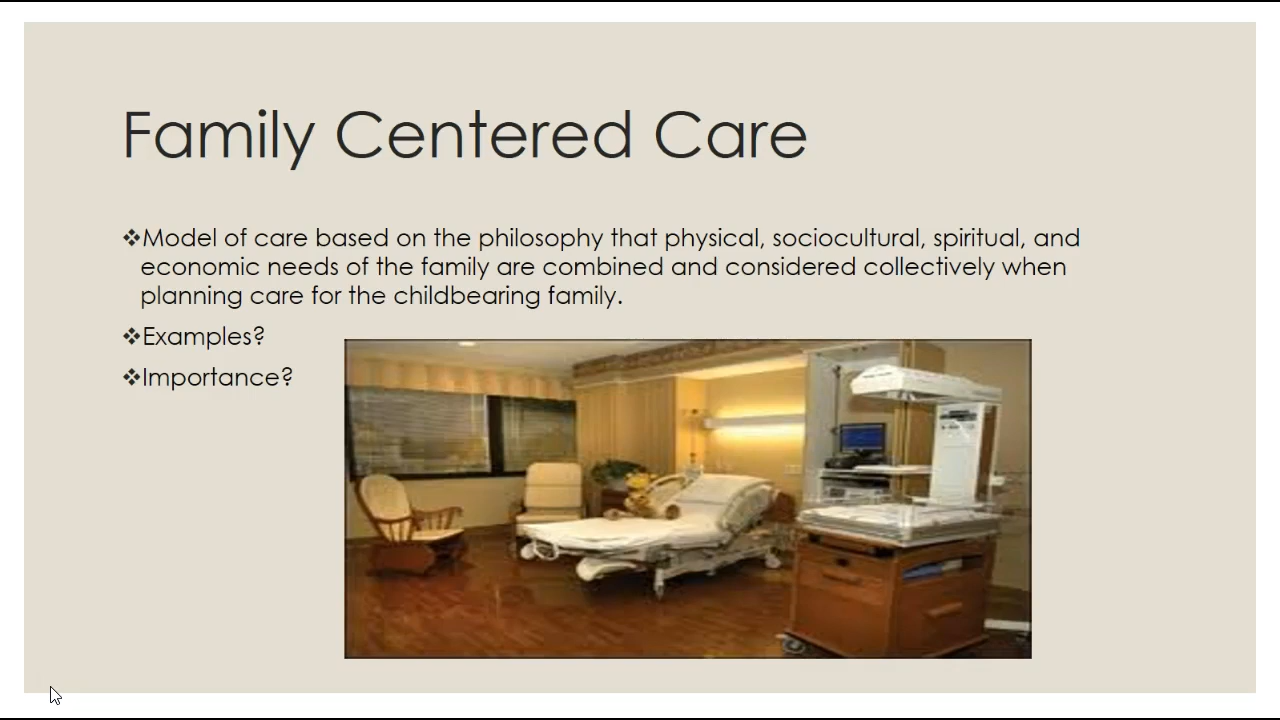 Family Centered Care
❖Model of care based on the philosophy that physical, sociocultural, spiritual, and
economic needs of the family are combined and considered collectively when
planning care for the childbearing family.
❖Examples?
❖Importance?